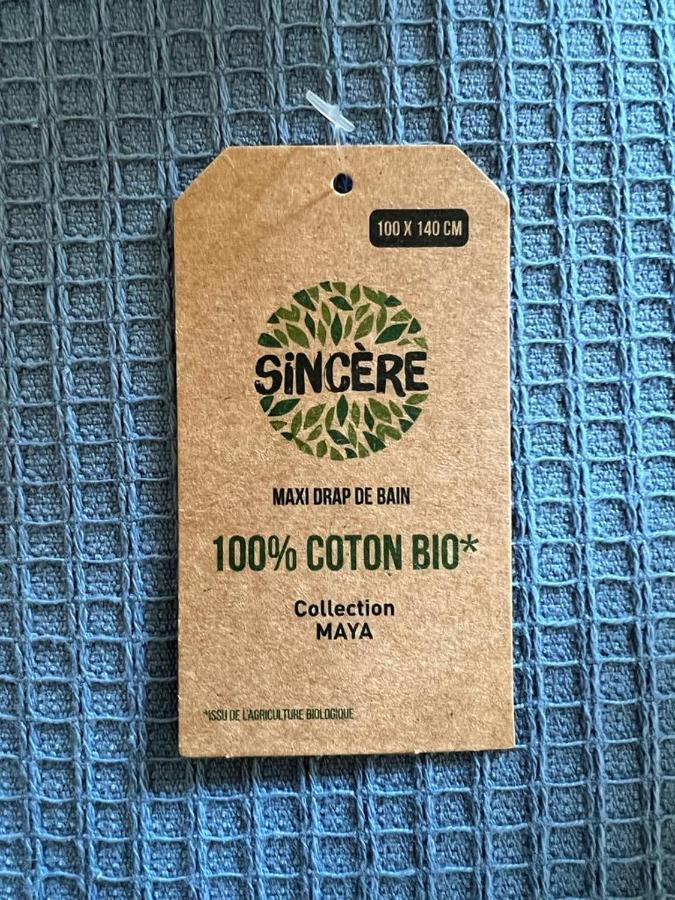 100 X 140 CM
SiNCÈRE
MAXI DRAP DE BAIN
100% COTON BIO*
Collection
MAYA
*ISSU DE L'AGRICULTURE BIOLOGIQUE